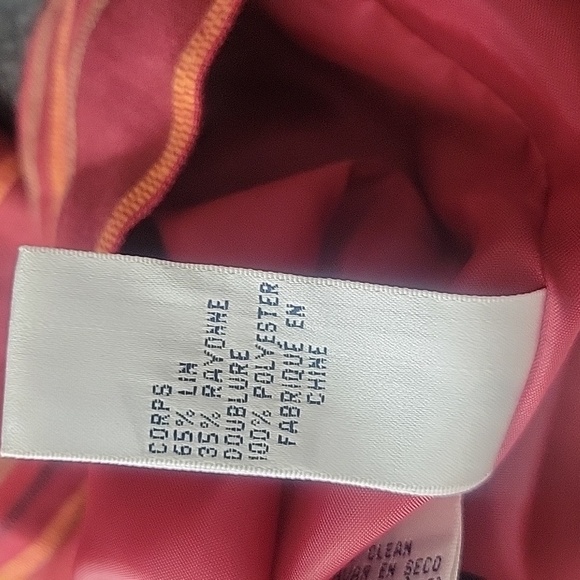 CORPS
65% LIN
35% RAYONNE
DOUBLURE
100% POLYESTER
FABRIQUÉ EN
CHINE
CLEAN
EN SECO